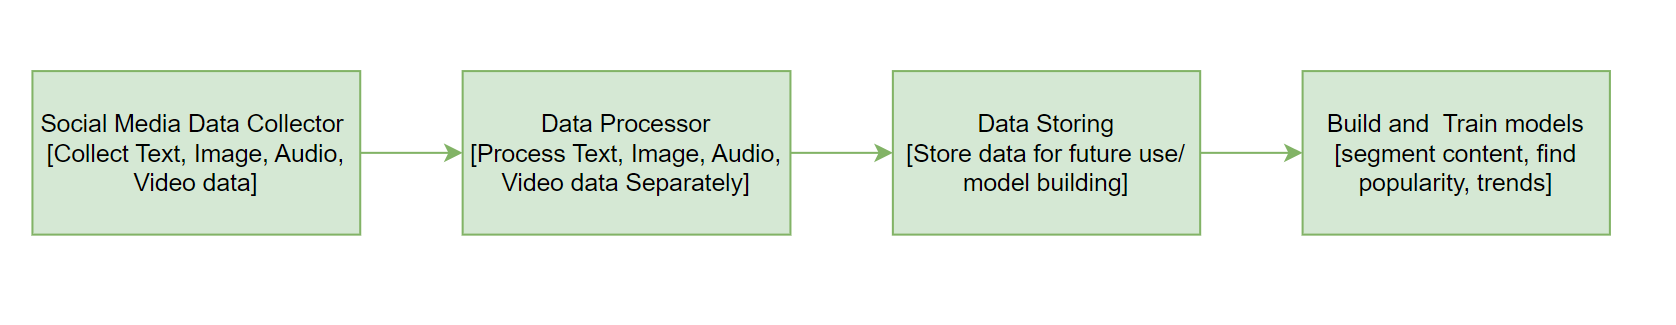 Social Media Data Collector
[Collect Text, Image, Audio,
Video data]
Data Processor
[Process Text, Image, Audio,
Video data Separately]
Data Storing
[Store data for future use/
model building]
Build and  Train models
[segment content, find
popularity, trends]